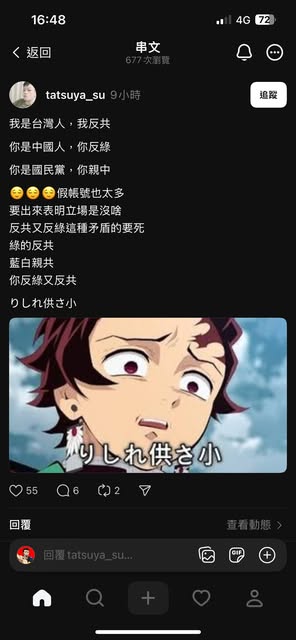 16:48
4G 72
返回
串文
677 次瀏覽
tatsuya_su 9小時
追蹤
我是台灣人，我反共
你是中國人，你反綠
你是國民黨，你親中
😌😌😌假帳號也太多
要出來表明立場是沒啥
反共又反綠這種矛盾的要死
綠的反共
藍白親共
你反綠又反共
りしれ供さ小
りしれ供さ小
55 6 2
回覆
查看動態
回覆 tatsuya_su...
GIF